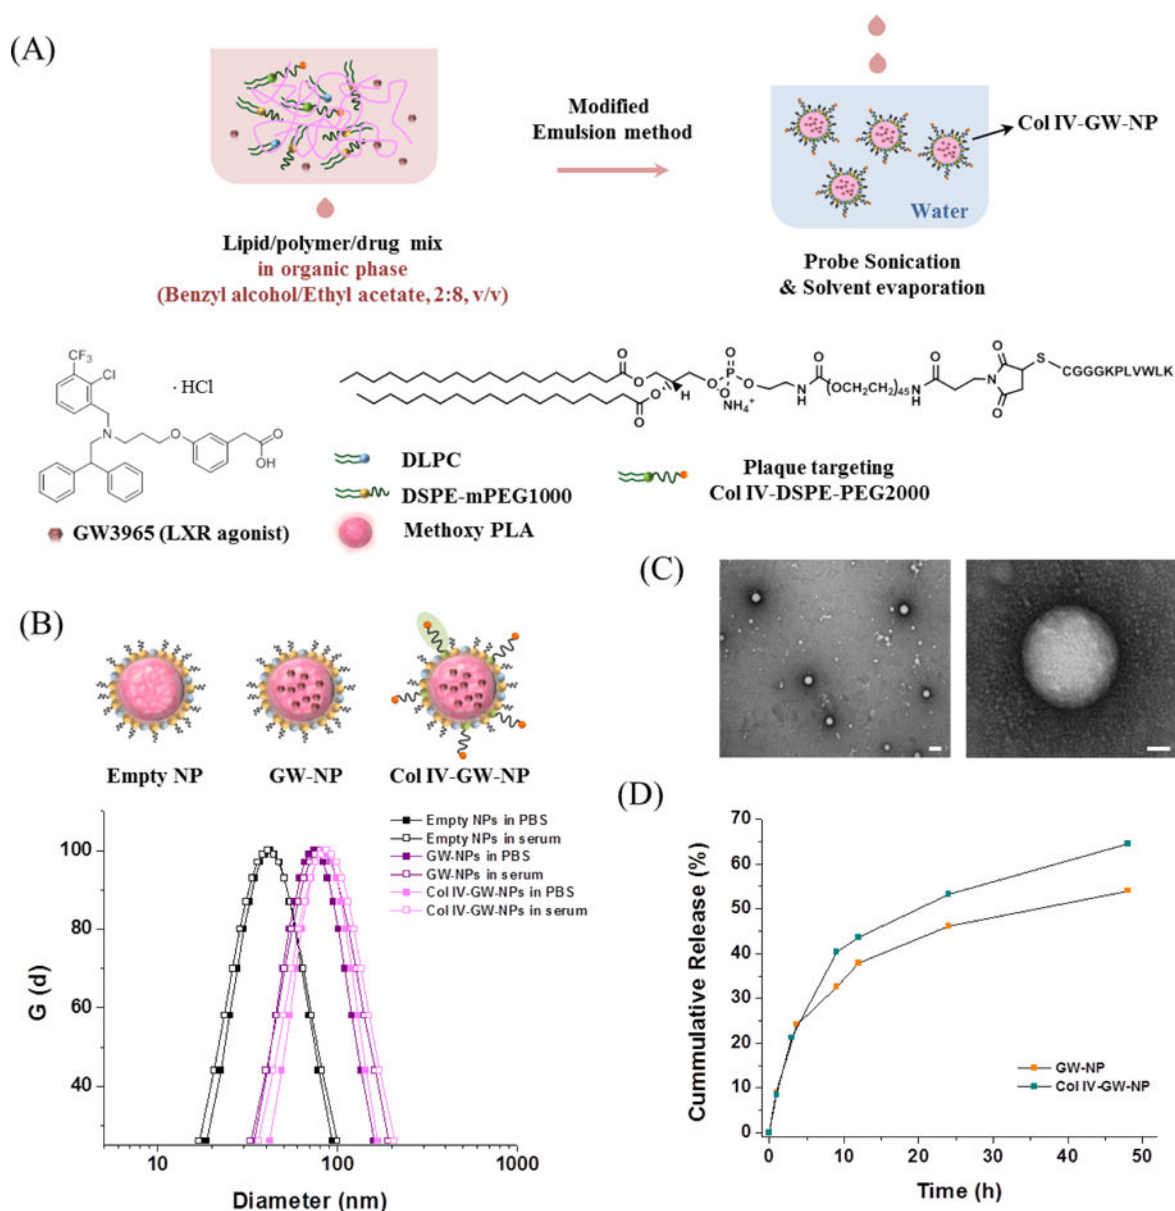 (A)
Lipid/polymer/drug mix
in organic phase
(Benzyl alcohol/Ethyl acetate, 2:8, v/v)
Modified
Emulsion method
Col IV-GW-NP
Water
Probe Sonication
& Solvent evaporation
CF3
Cl
· HCl
N
O
O
OH
GW3965 (LXR agonist)
O
O
O
O
H
O
P
O
O
NH4+
N
H
O
(OCH2CH2)45
N
H
O
N
O
O
S
CGGGKPLVWLK
DLPC
DSPE-mPEG1000
Methoxy PLA
Plaque targeting
Col IV-DSPE-PEG2000
(B)
Empty NP
GW-NP
Col IV-GW-NP
Empty NPs in PBS
Empty NPs in serum
GW-NPs in PBS
GW-NPs in serum
Col IV-GW-NPs in PBS
Col IV-GW-NPs in serum
G (d)
100
80
60
40
10
100
1000
Diameter (nm)
(C)
(D)
Cummulative Release (%)
70
60
50
40
30
20
10
0
GW-NP
Col IV-GW-NP
0
10
20
30
40
50
Time (h)